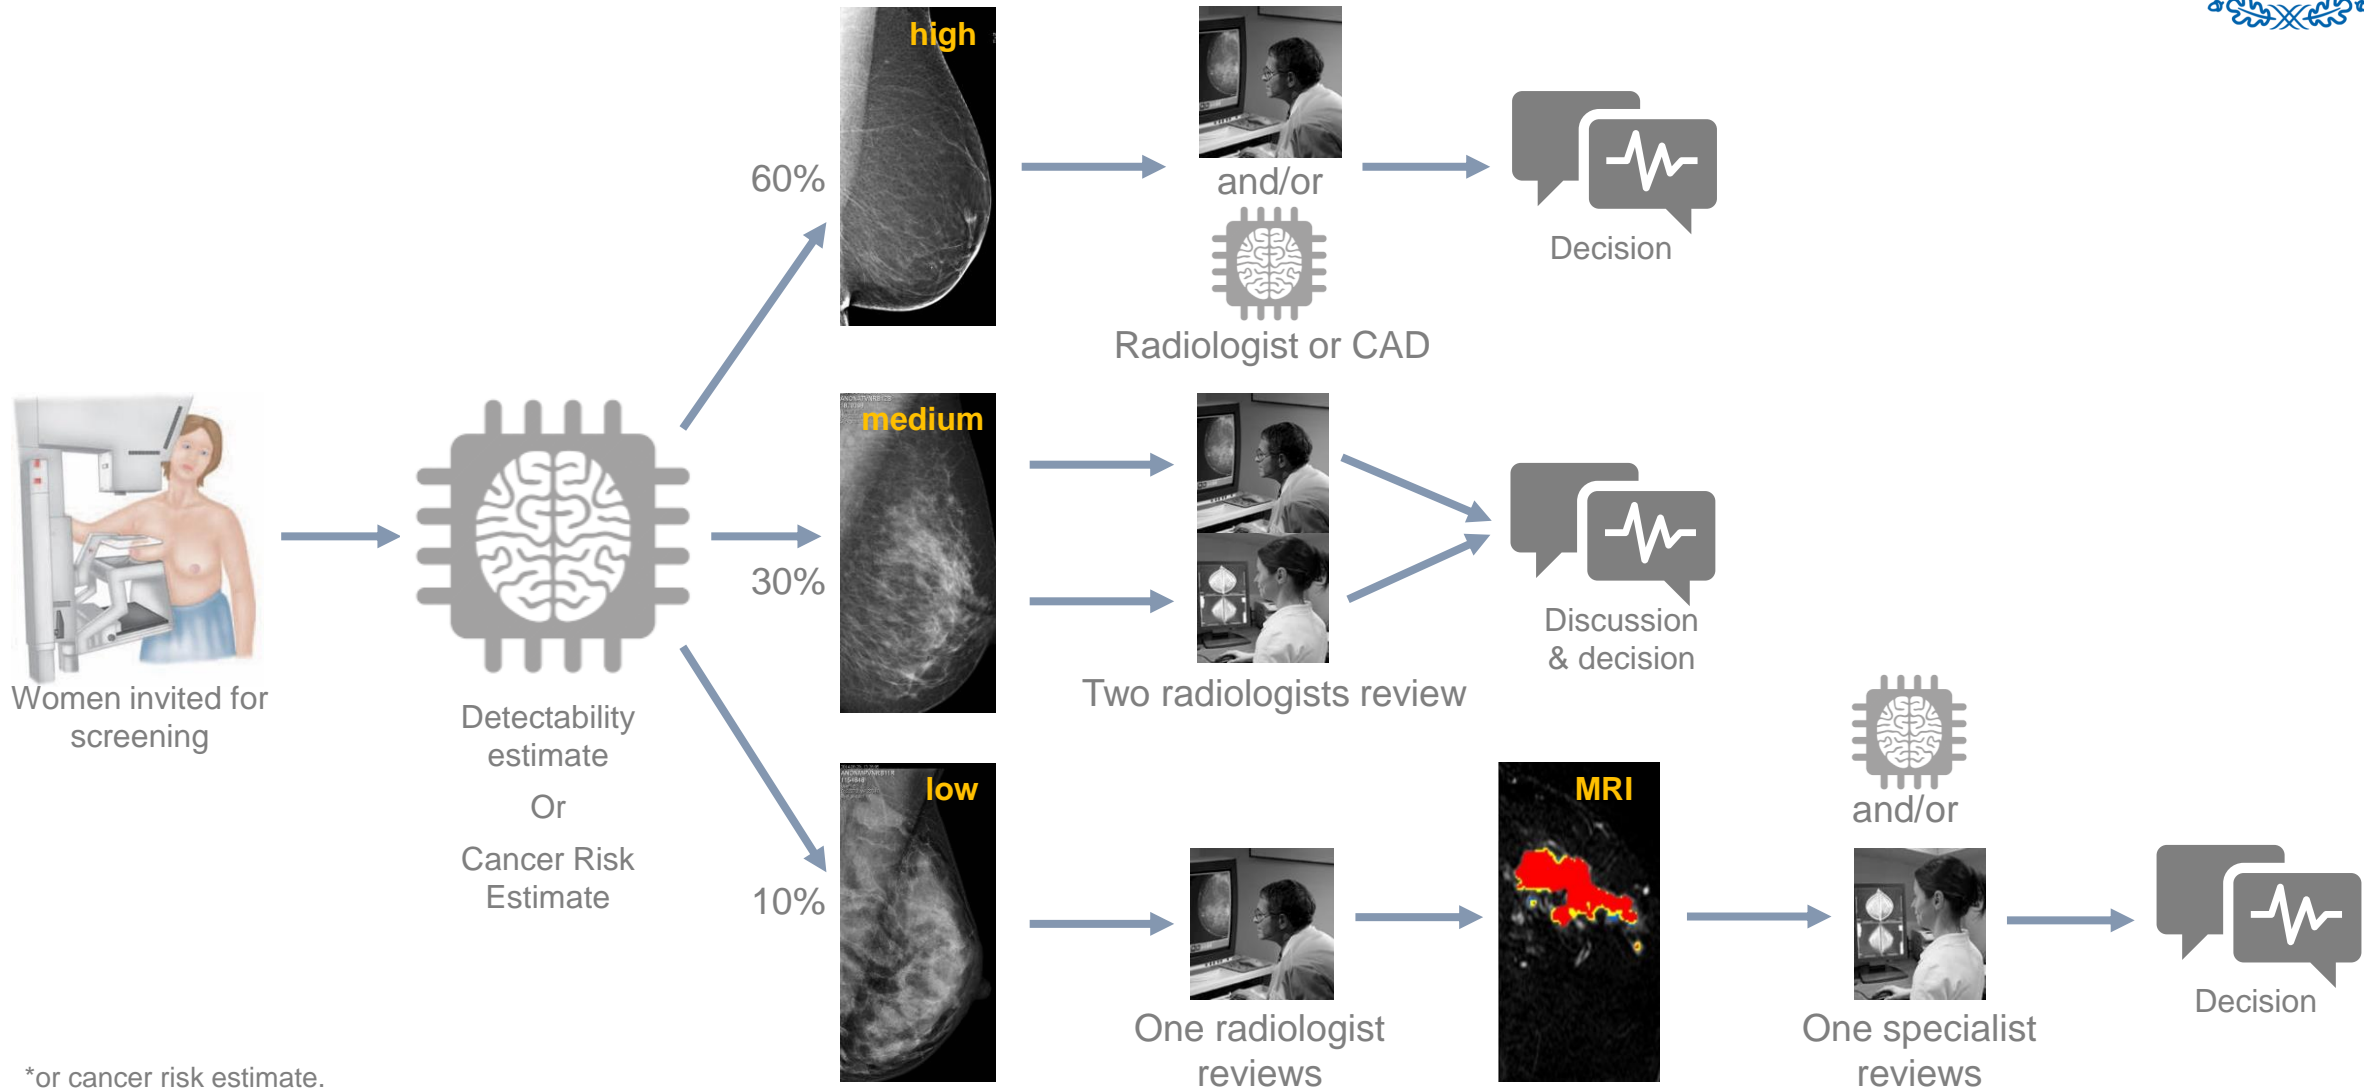 high
60%
and/or
Decision
Radiologist or CAD
medium
30%
Discussion
& decision
Two radiologists review
Women invited for
screening
Detectability
estimate
Or
Cancer Risk
Estimate
low
10%
MRI
and/or
One radiologist
reviews
One specialist
reviews
Decision
*or cancer risk estimate.